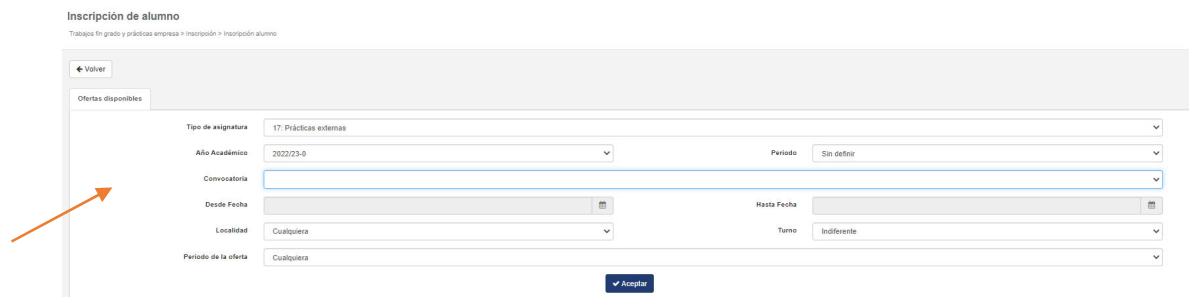 Inscripción de alumno
Trabajos fin grado y prácticas empresa > Inscripción > Inscripción alumno
Volver
Ofertas disponibles
Tipo de asignatura 17: Prácticas externas
Año Académico 2022/23-0 Periodo Sin definir
Convocatoria
Desde Fecha Hasta Fecha
Localidad Cualquiera Turno Indiferente
Periodo de la oferta Cualquiera
Aceptar